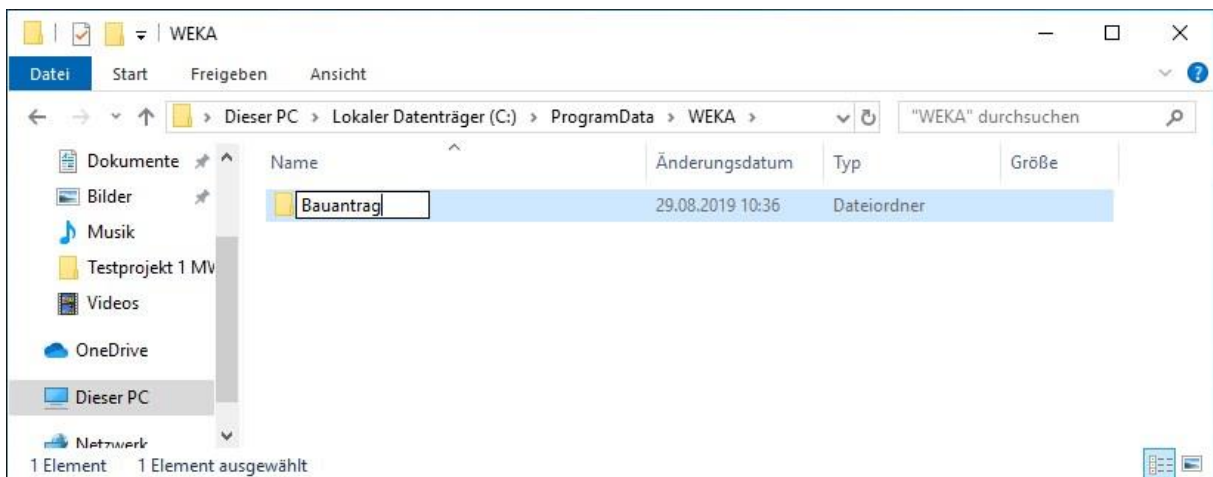 WEKA
Datei Start Freigeben Ansicht
Dieser PC › Lokaler Datenträger (C:) › ProgramData › WEKA › "WEKA" durchsuchen
Dokumente
Bilder
Musik
Testprojekt 1 MW
Videos
OneDrive
Dieser PC
Netzwerk
Name Änderungsdatum Typ Größe
Bauantrag 29.08.2019 10:36 Dateiordner
1 Element 1 Element ausgewählt